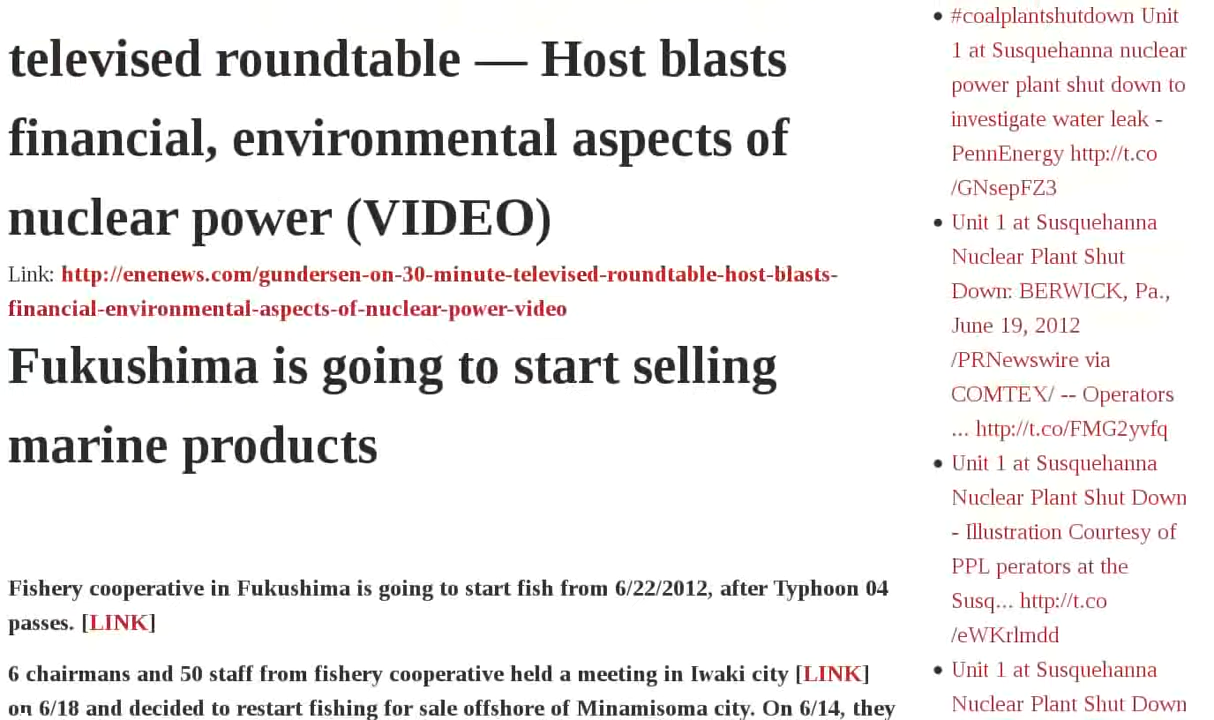 televised roundtable — Host blasts
financial, environmental aspects of
nuclear power (VIDEO)
Link: http://enenews.com/gundersen-on-30-minute-televised-roundtable-host-blasts-
financial-environmental-aspects-of-nuclear-power-video
Fukushima is going to start selling
marine products
Fishery cooperative in Fukushima is going to start fish from 6/22/2012, after Typhoon 04
passes. [LINK]
6 chairmans and 50 staff from fishery cooperative held a meeting in Iwaki city [LINK]
on 6/18 and decided to restart fishing for sale offshore of Minamisoma city. On 6/14, they
#coalplantshutdown Unit
1 at Susquehanna nuclear
power plant shut down to
investigate water leak -
PennEnergy http://t.co
/GNsepFZ3
Unit 1 at Susquehanna
Nuclear Plant Shut
Down: BERWICK, Pa.,
June 19, 2012
/PRNewswire via
COMTEX/ -- Operators
... http://t.co/FMG2yvfq
Unit 1 at Susquehanna
Nuclear Plant Shut Down
- Illustration Courtesy of
PPL perators at the
Susq... http://t.co
/eWKrlmdd
Unit 1 at Susquehanna
Nuclear Plant Shut Down